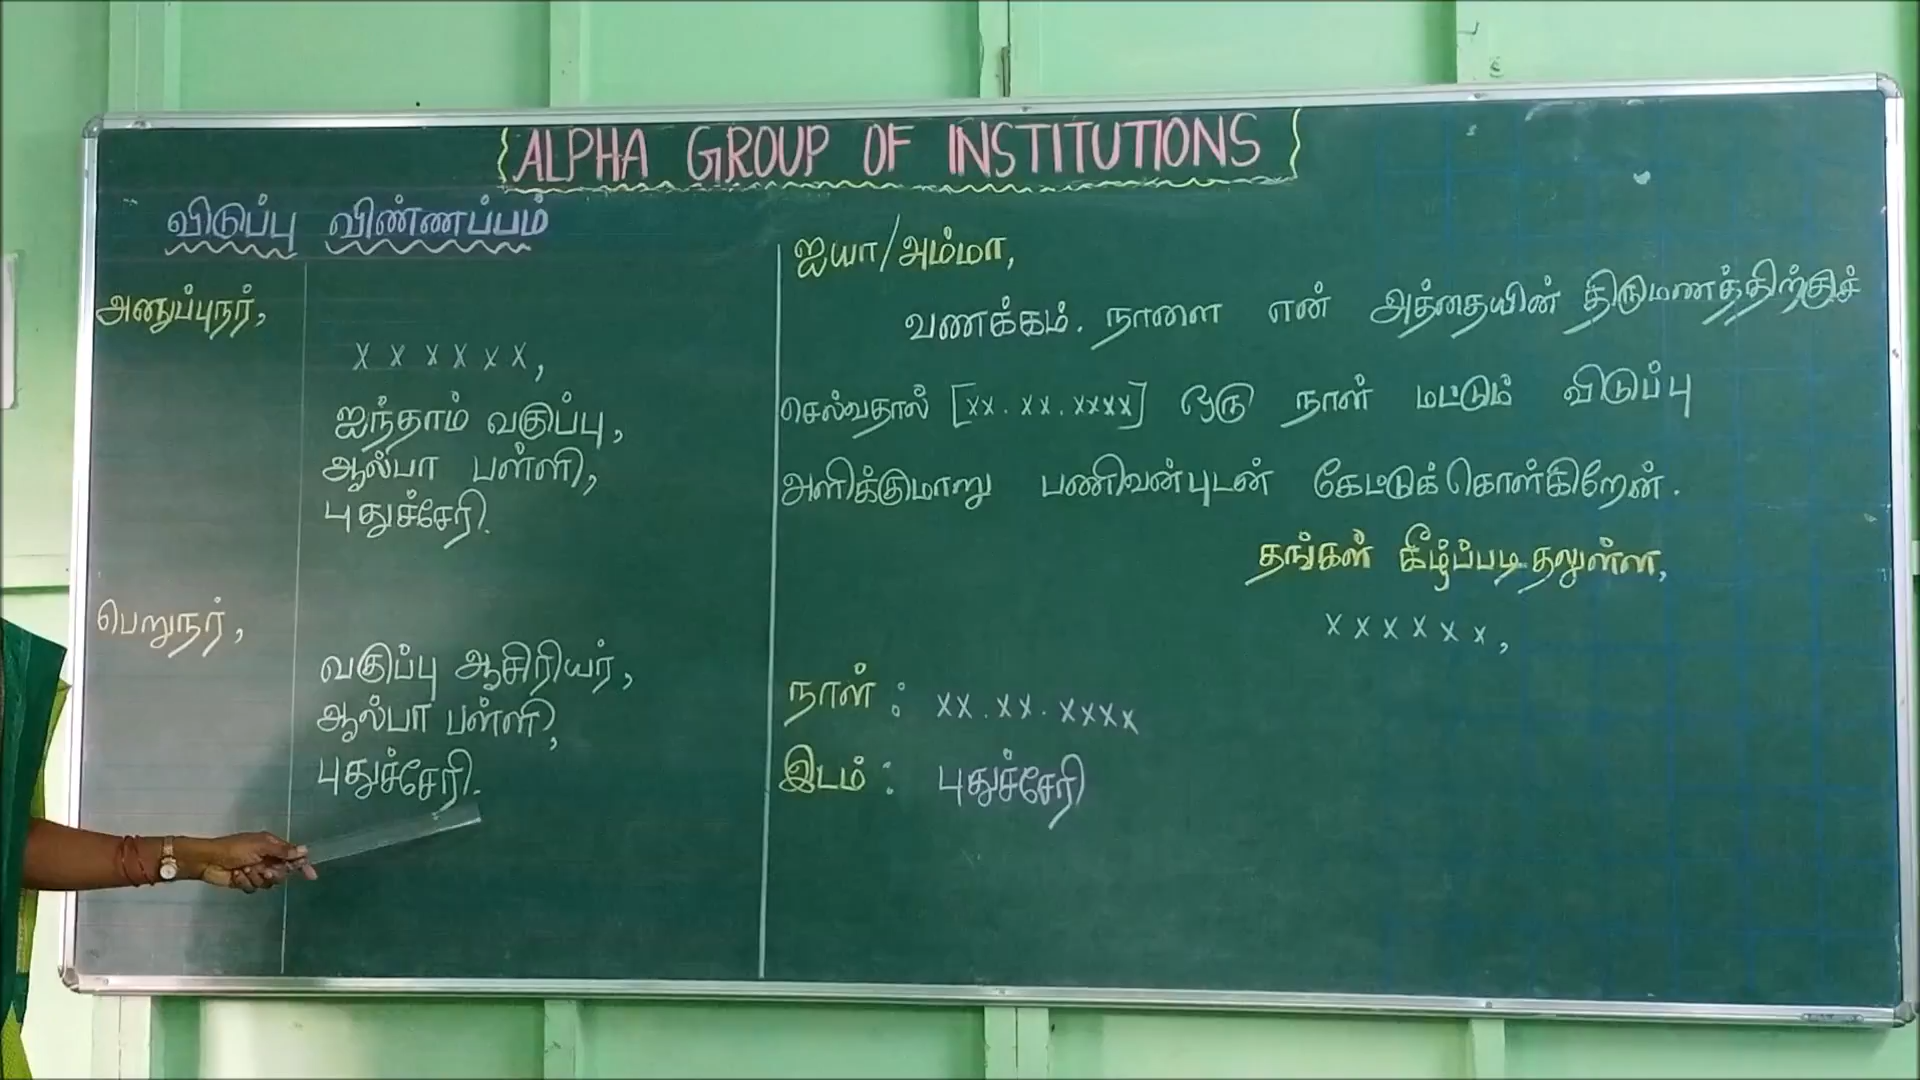 ALPHA GROUP OF INSTITUTIONS
விடுப்பு விண்ணப்பம்
அனுப்புநர்,
x x x x x x,
ஐந்தாம் வகுப்பு,
ஆல்பா பள்ளி,
புதுச்சேரி.
பெறுநர்,
வகுப்பு ஆசிரியர்,
ஆல்பா பள்ளி,
புதுச்சேரி.
ஐயா/அம்மா,
வணக்கம். நாளை என் அத்தையின் திருமணத்திற்குச்
செல்வதால் [xx.xx.xxxx] ஒரு நாள் மட்டும் விடுப்பு
அளிக்குமாறு பணிவன்புடன் கேட்டுக்கொள்கிறேன்.
தங்கள் கீழ்ப்படிதலுள்ள,
x x x x x x,
நாள் : xx.xx.xxxx
இடம் : புதுச்சேரி